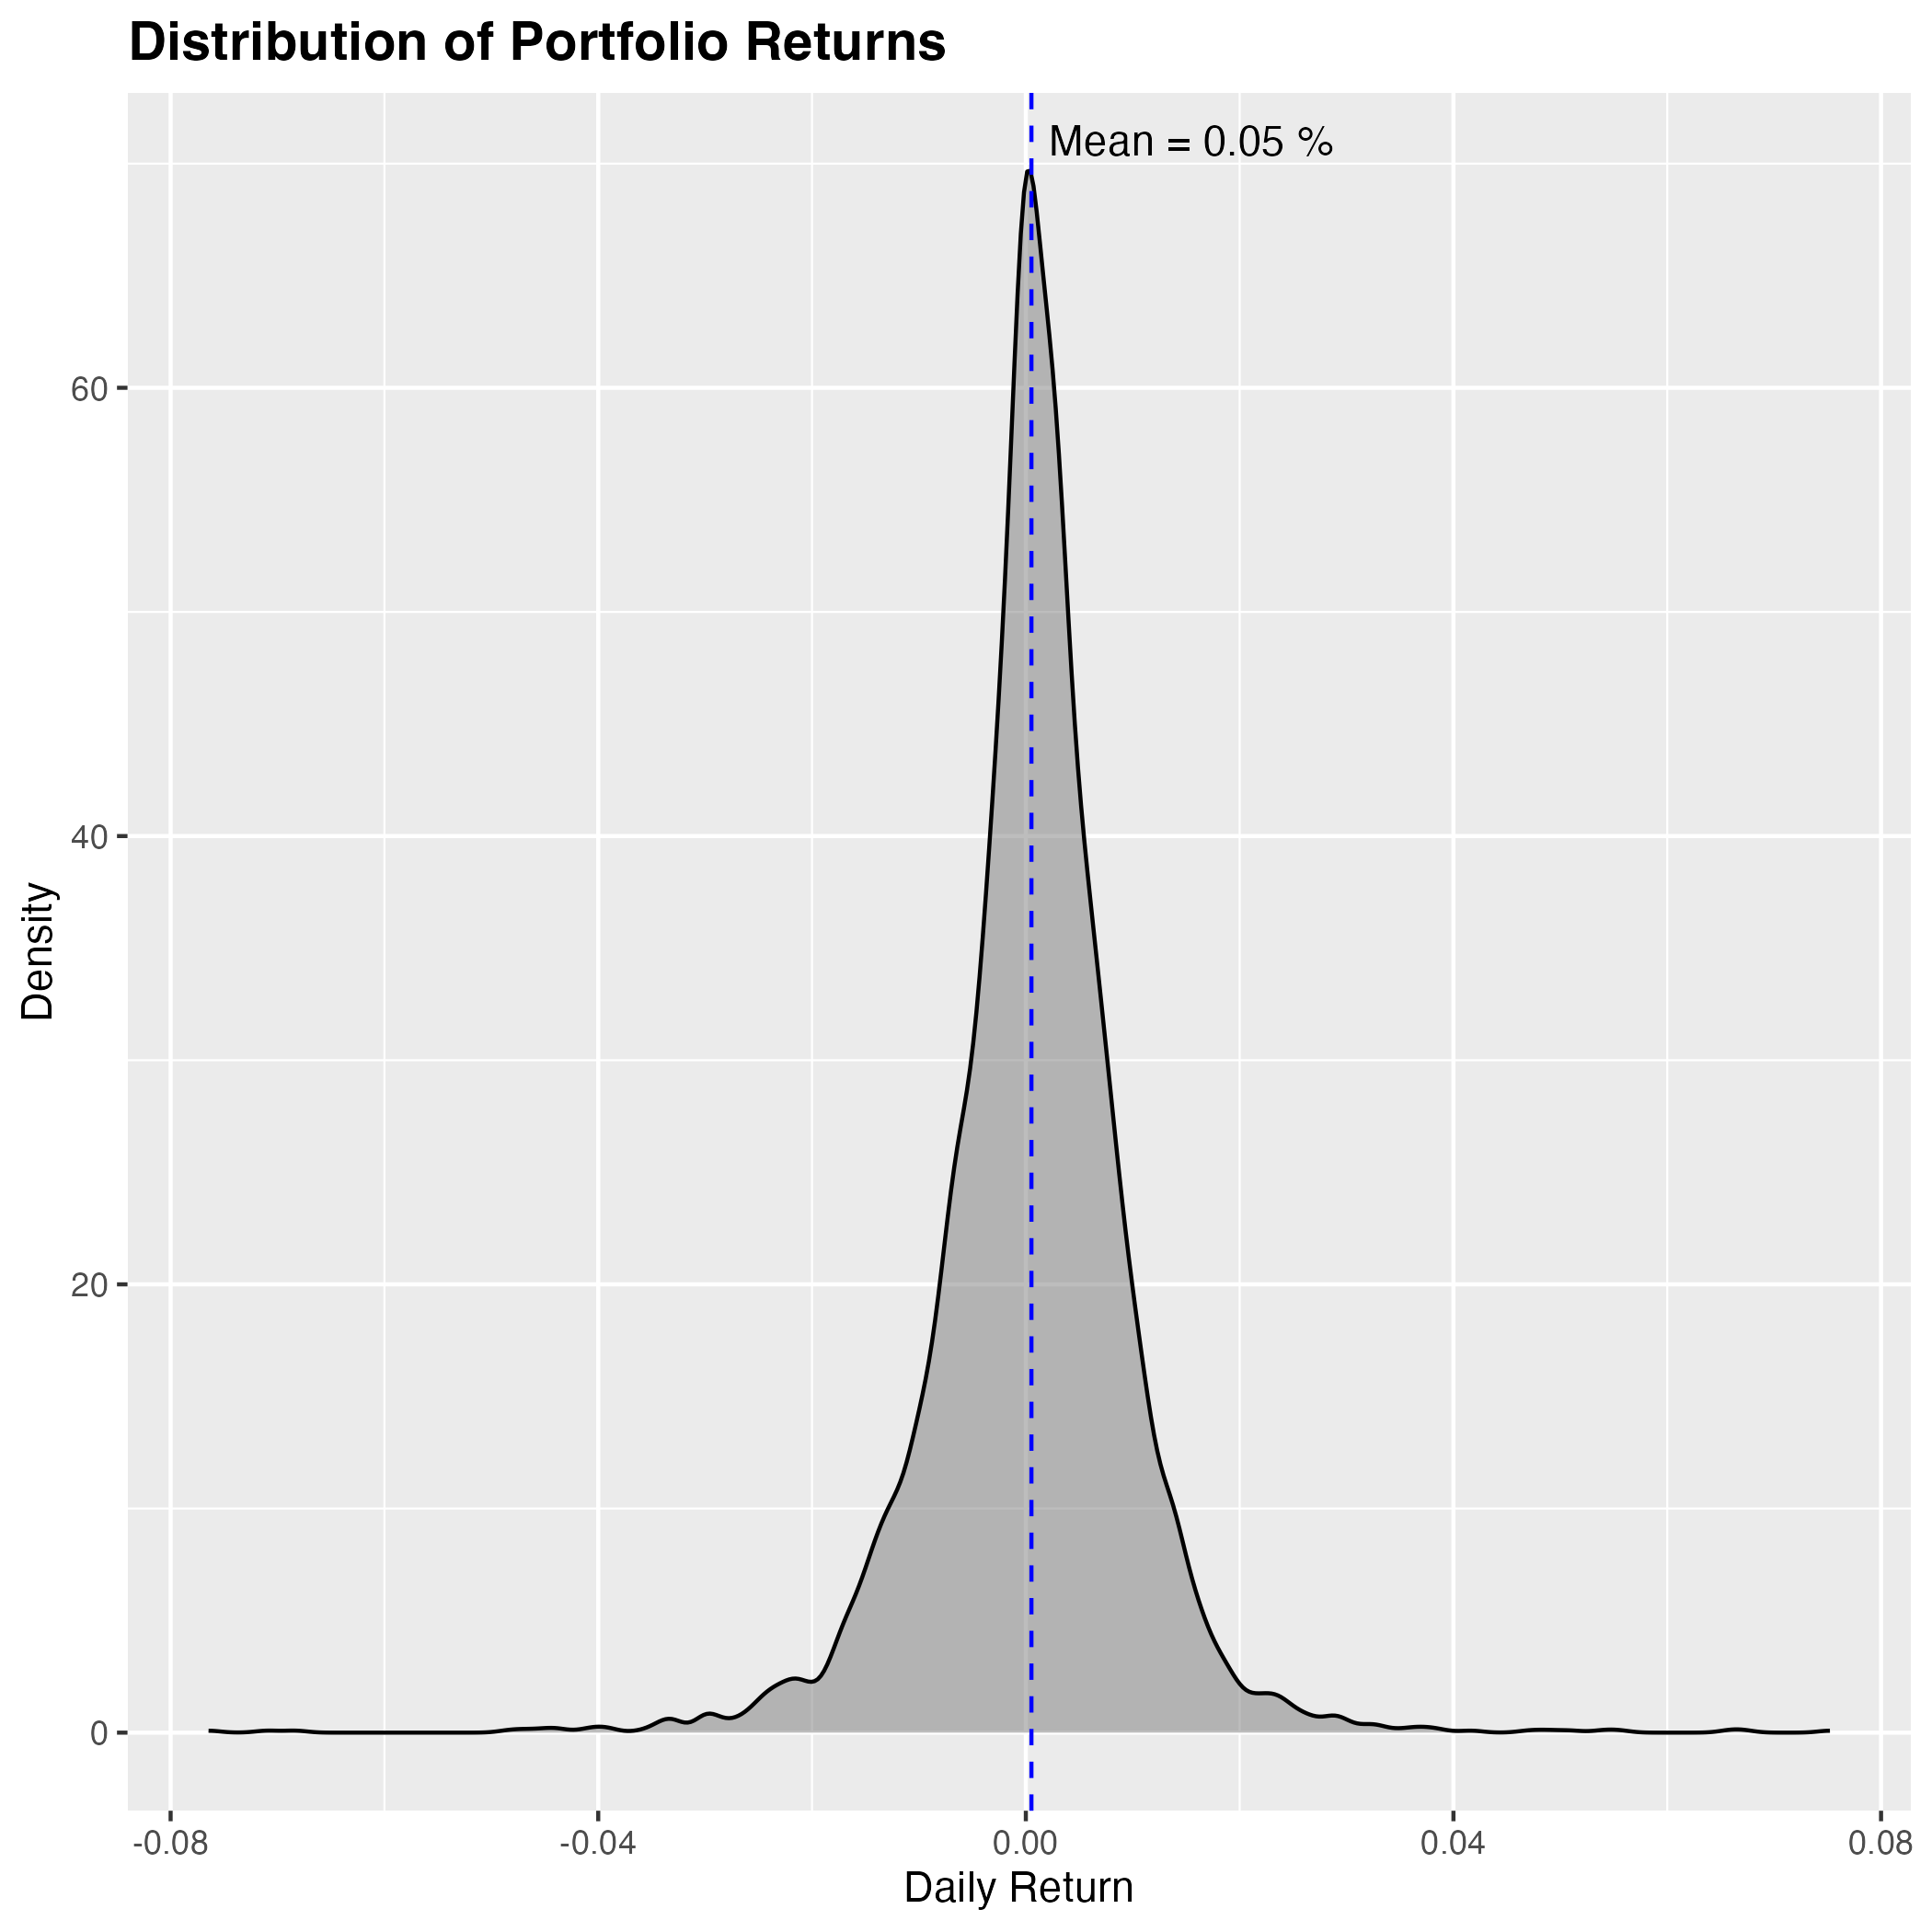 Distribution of Portfolio Returns
Mean = 0.05 %
60
40
20
0
Density
-0.08
-0.04
0.00
0.04
0.08
Daily Return